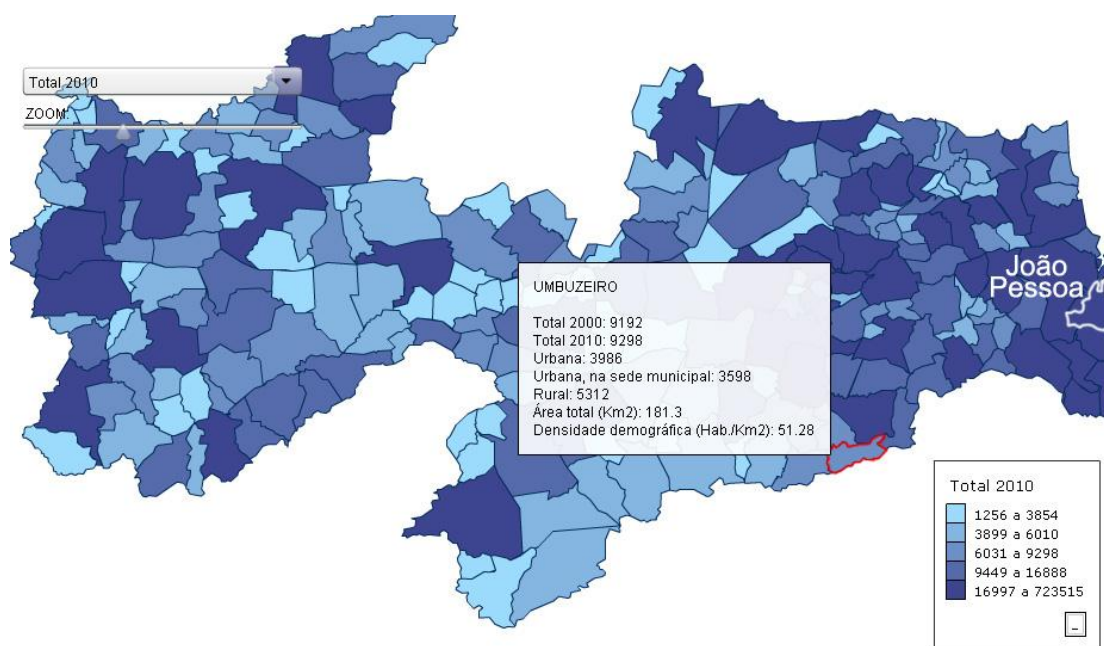 Total 2010
ZOOM:
UMBUZEIRO
Total 2000: 9192
Total 2010: 9298
Urbana: 3986
Urbana, na sede municipal: 3598
Rural: 5312
Área total (Km2): 181.3
Densidade demográfica (Hab./Km2): 51.28
João
Pessoa
Total 2010
1256 a 3854
3899 a 6010
6031 a 9298
9449 a 16888
16997 a 723515